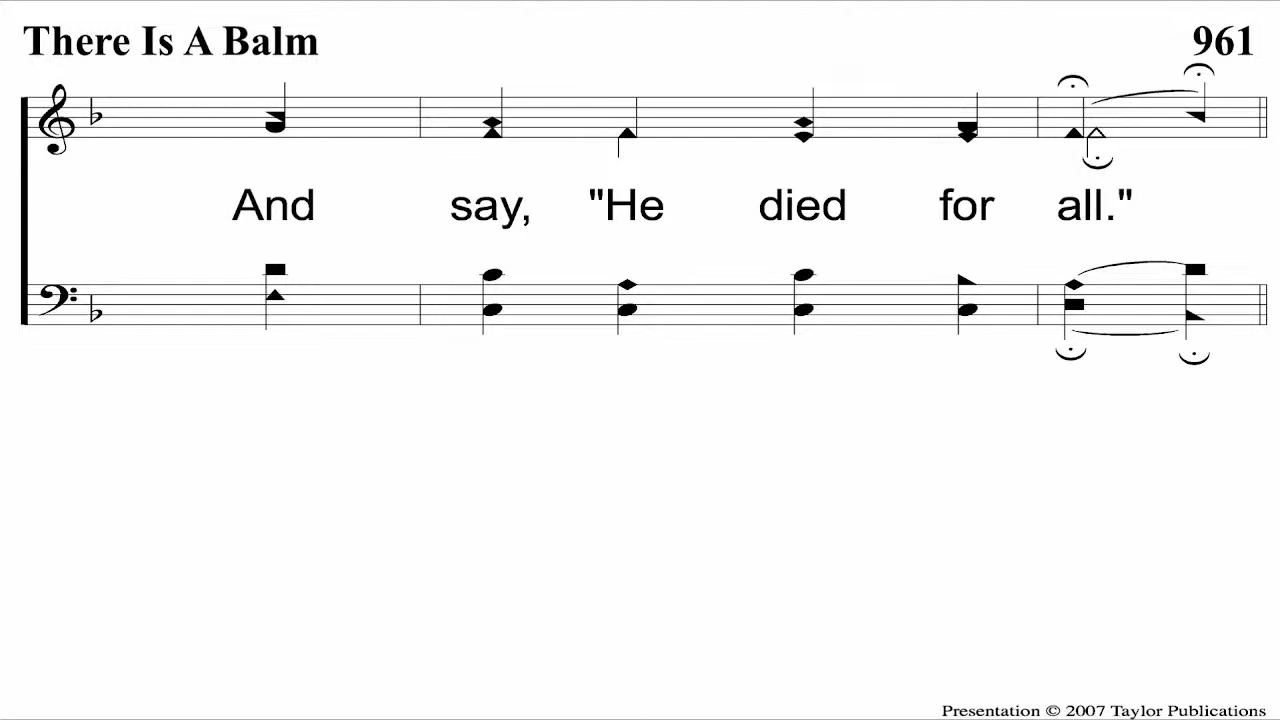 There Is A Balm 961
And say, "He died for all."
Presentation © 2007 Taylor Publications